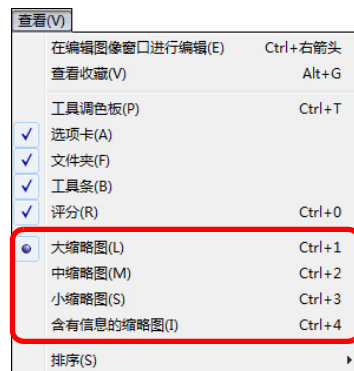 查看(V)
在编辑图像窗口进行编辑(E) Ctrl+右箭头
查看收藏(V) Alt+G
工具调色板(P) Ctrl+T
选项卡(A)
文件夹(F)
工具条(B)
评分(R) Ctrl+0
大缩略图(L) Ctrl+1
中缩略图(M) Ctrl+2
小缩略图(S) Ctrl+3
含有信息的缩略图(I) Ctrl+4
排序(S)